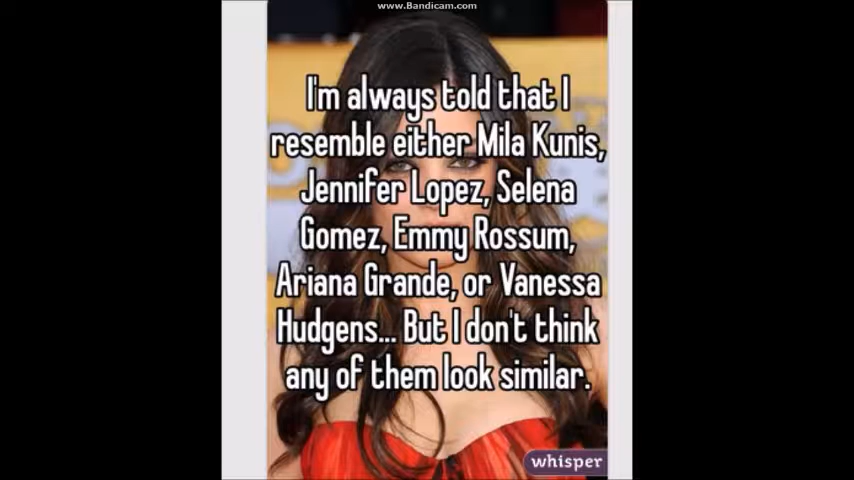 www.Bandicam.com
I'm always told that I
resemble either Mila Kunis,
Jennifer Lopez, Selena
Gomez, Emmy Rossum,
Ariana Grande, or Vanessa
Hudgens... But I don't think
any of them look similar.
whisper